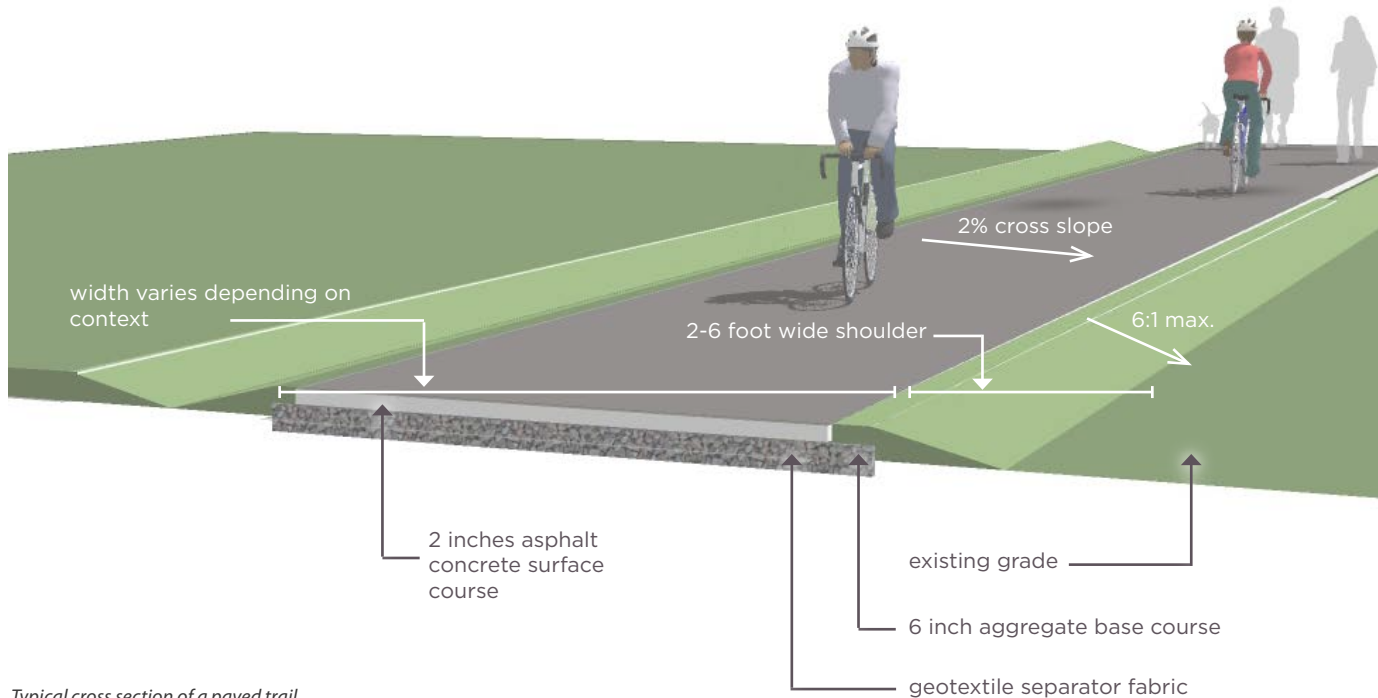 2% cross slope
width varies depending on
context
2-6 foot wide shoulder
6:1 max.
2 inches asphalt
concrete surface
course
existing grade
6 inch aggregate base course
geotextile separator fabric
Typical cross section of a paved trail